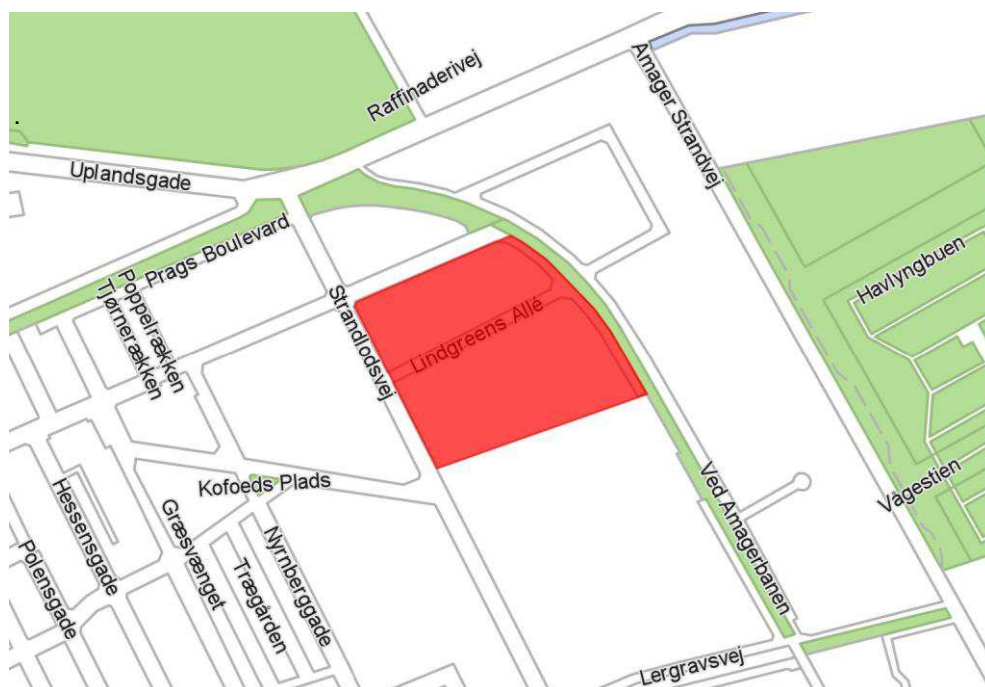 Raffinaderivej
Amager Strandvej
Uplandsgade
Prags Boulevard
Poppelrækken
Tjørnerækken
Strandlodsvej
Lindgreens Allé
Havlyngbuen
Vågestien
Kofoeds Plads
Hessensgade
Polensgade
Græsvænget
Trægården
Nyrnberggade
Ved Amagerbanen
Lergravsvej